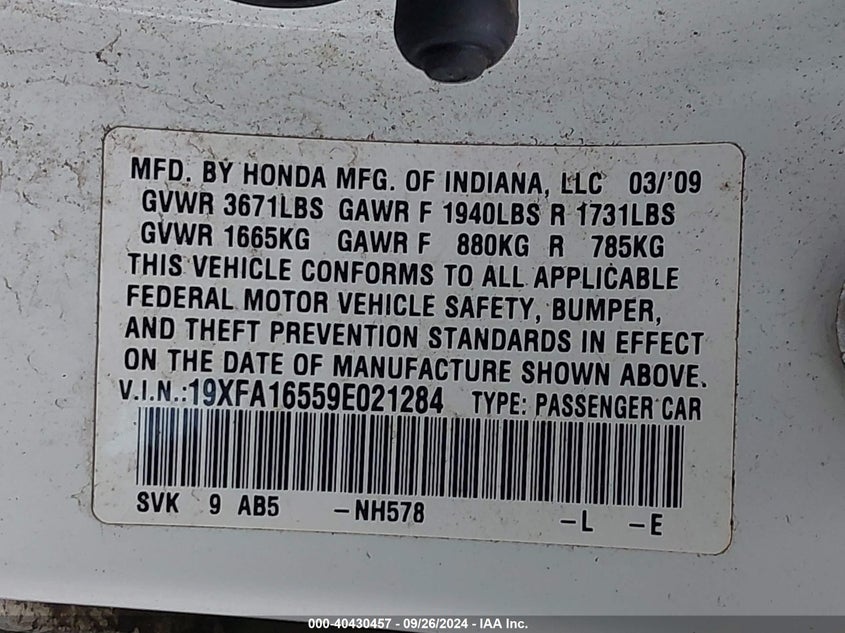 MFD. BY HONDA MFG. OF INDIANA, LLC 03/'09
GVWR 3671LBS GAWR F 1940LBS R 1731LBS
GVWR 1665KG GAWR F 880KG R 785KG
THIS VEHICLE CONFORMS TO ALL APPLICABLE
FEDERAL MOTOR VEHICLE SAFETY, BUMPER,
AND THEFT PREVENTION STANDARDS IN EFFECT
ON THE DATE OF MANUFACTURE SHOWN ABOVE.
V.I.N.:19XFA16559E021284 TYPE: PASSENGER CAR
SVK 9 AB5 -NH578 -L -E
000-40430457 - 09/26/2024 - IAA Inc.